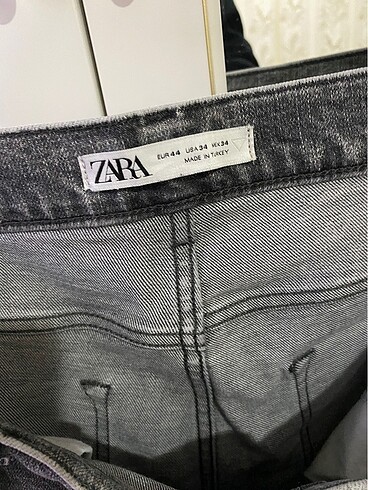 ZARA
EUR 44 USA 34 MEX 34
MADE IN TURKEY